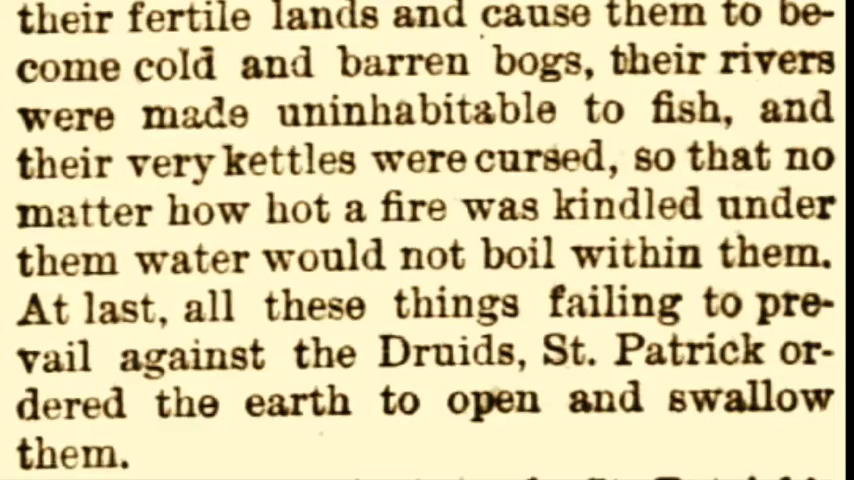 their fertile lands and cause them to be-
come cold and barren bogs, their rivers
were made uninhabitable to fish, and
their very kettles were cursed, so that no
matter how hot a fire was kindled under
them water would not boil within them.
At last, all these things failing to pre-
vail against the Druids, St. Patrick or-
dered the earth to open and swallow
them.